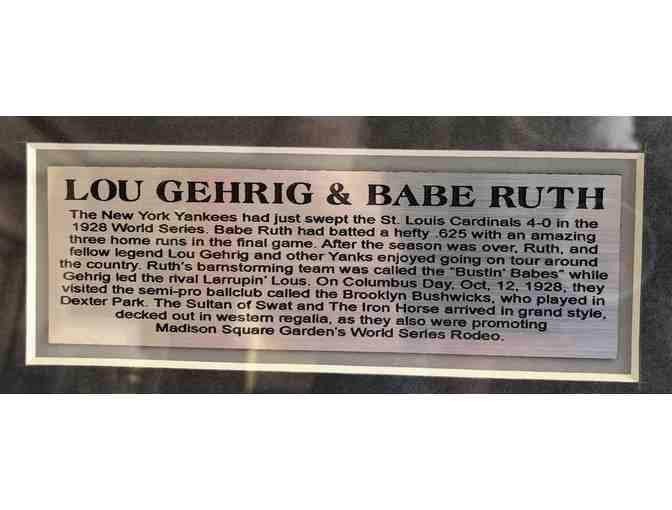 LOU GEHRIG & BABE RUTH
The New York Yankees had just swept the St. Louis Cardinals 4-0 in the
1928 World Series. Babe Ruth had batted a hefty .625 with an amazing
three home runs in the final game. After the season was over, Ruth, and
fellow legend Lou Gehrig and other Yanks enjoyed going on tour around
the country. Ruth's barnstorming team was called the "Bustin' Babes" while
Gehrig led the rival Larrupin' Lous. On Columbus Day, Oct, 12, 1928, they
visited the semi-pro ballclub called the Brooklyn Bushwicks, who played in
Dexter Park. The Sultan of Swat and The Iron Horse arrived in grand style,
decked out in western regalia, as they also were promoting
Madison Square Garden's World Series Rodeo.